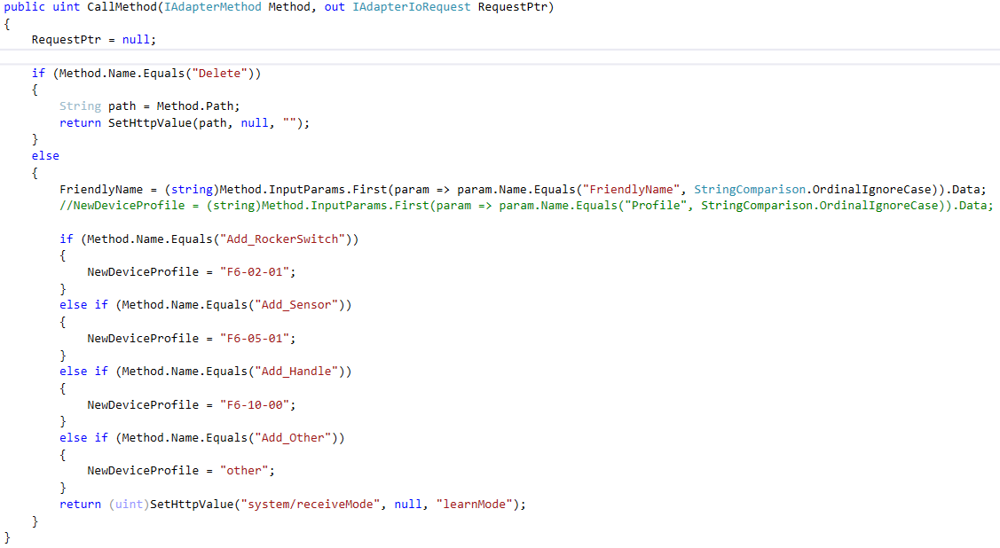 public uint CallMethod(IAdapterMethod Method, out IAdapterIoRequest RequestPtr)
{
    RequestPtr = null;

    if (Method.Name.Equals("Delete"))
    {
        String path = Method.Path;
        return SetHttpValue(path, null, "");
    }
    else
    {
        FriendlyName = (string)Method.InputParams.First(param => param.Name.Equals("FriendlyName", StringComparison.OrdinalIgnoreCase)).Data;
        //NewDeviceProfile = (string)Method.InputParams.First(param => param.Name.Equals("Profile", StringComparison.OrdinalIgnoreCase)).Data;

        if (Method.Name.Equals("Add_RockerSwitch"))
        {
            NewDeviceProfile = "F6-02-01";
        }
        else if (Method.Name.Equals("Add_Sensor"))
        {
            NewDeviceProfile = "F6-05-01";
        }
        else if (Method.Name.Equals("Add_Handle"))
        {
            NewDeviceProfile = "F6-10-00";
        }
        else if (Method.Name.Equals("Add_Other"))
        {
            NewDeviceProfile = "other";
        }
        return (uint)SetHttpValue("system/receiveMode", null, "learnMode");
    }
}